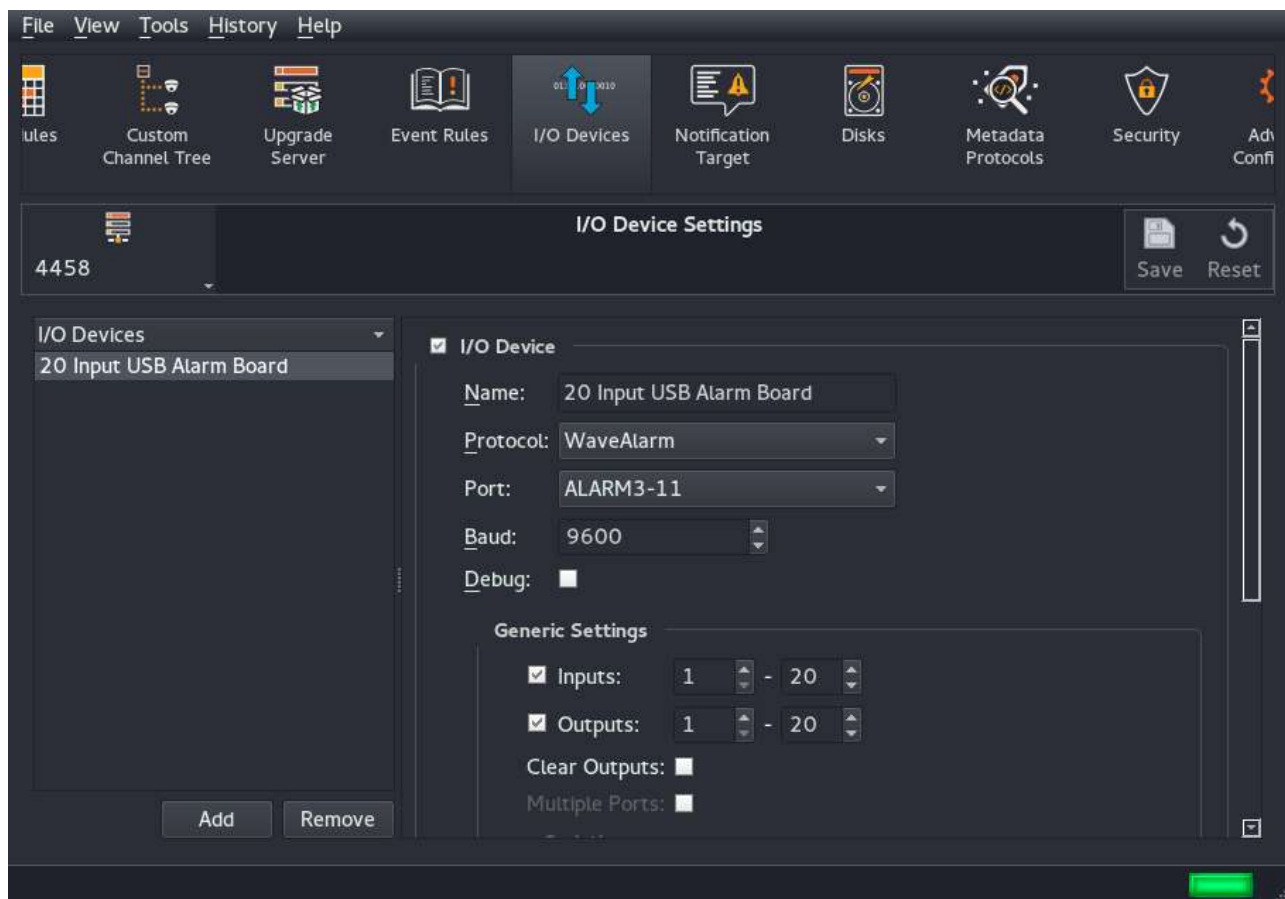 File View Tools History Help
ules
Custom Channel Tree
Upgrade Server
Event Rules
I/O Devices
Notification Target
Disks
Metadata Protocols
Security
Adv
Confi
4458
I/O Device Settings
Save Reset
I/O Devices
20 Input USB Alarm Board
I/O Device
Name: 20 Input USB Alarm Board
Protocol: WaveAlarm
Port: ALARM3-11
Baud: 9600
Debug:
Generic Settings
Inputs: 1 - 20
Outputs: 1 - 20
Clear Outputs:
Multiple Ports:
Add Remove